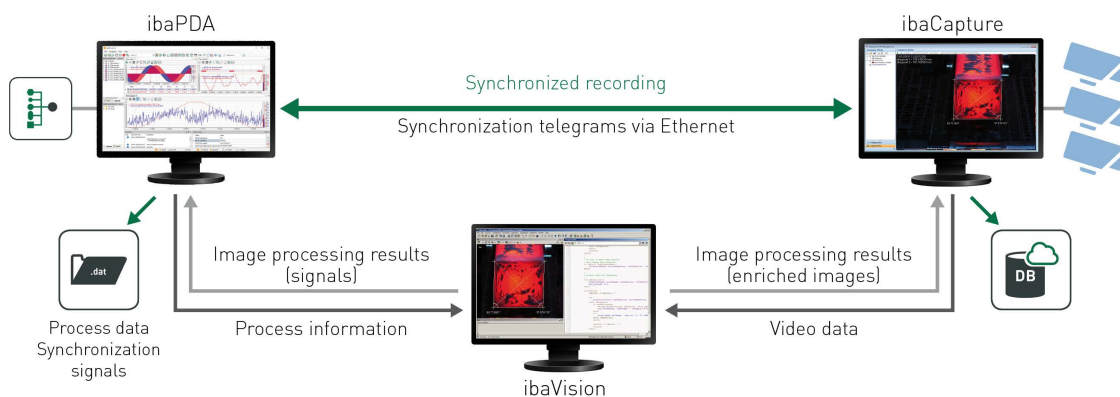 ibaPDA
ibaCapture
Synchronized recording
Synchronization telegrams via Ethernet
Image processing results
(signals)
Image processing results
(enriched images)
.dat
DB
Process information
Video data
Process data
Synchronization
signals
ibaVision